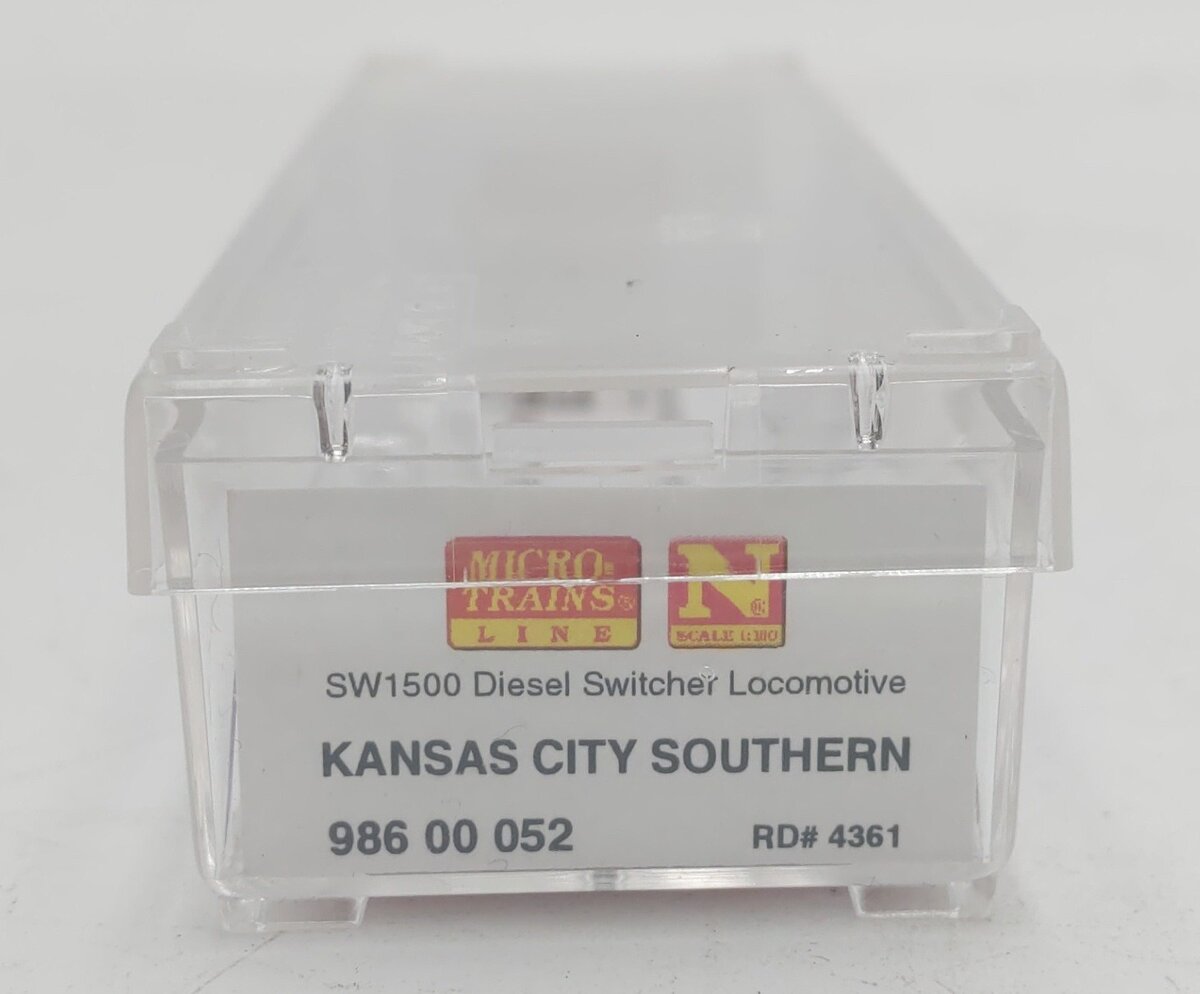 MICRO-
TRAINS
LINE
N
SCALE 1:160
SW1500 Diesel Switcher Locomotive
KANSAS CITY SOUTHERN
986 00 052 RD# 4361